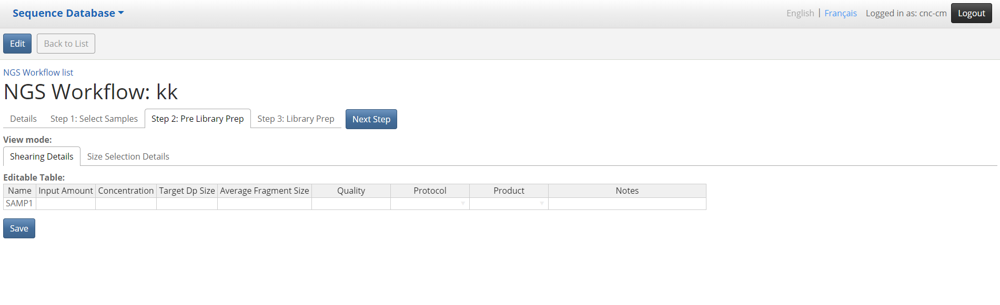 Sequence Database English | Français Logged in as: cnc-cm Logout
Edit Back to List
NGS Workflow list
NGS Workflow: kk
Details Step 1: Select Samples Step 2: Pre Library Prep Step 3: Library Prep Next Step
View mode:
Shearing Details Size Selection Details
Editable Table:
Name Input Amount Concentration Target Dp Size Average Fragment Size Quality Protocol Product Notes
SAMP1
Save